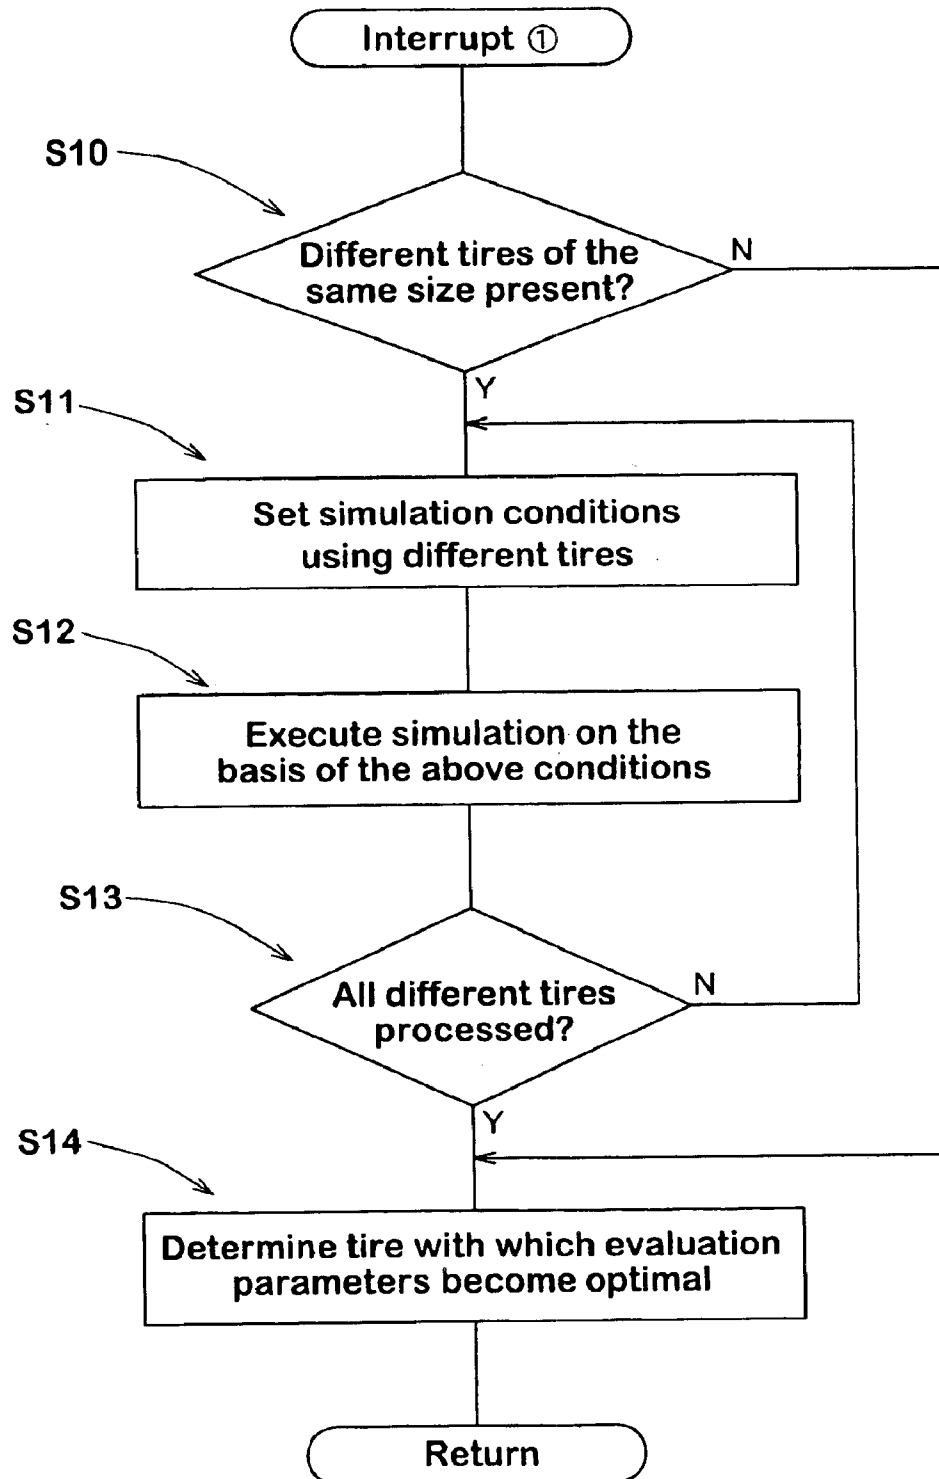 Interrupt ①
S10
Different tires of the
same size present?
N
Y
S11
Set simulation conditions
using different tires
S12
Execute simulation on the
basis of the above conditions
S13
All different tires
processed?
N
Y
S14
Determine tire with which evaluation
parameters become optimal
Return